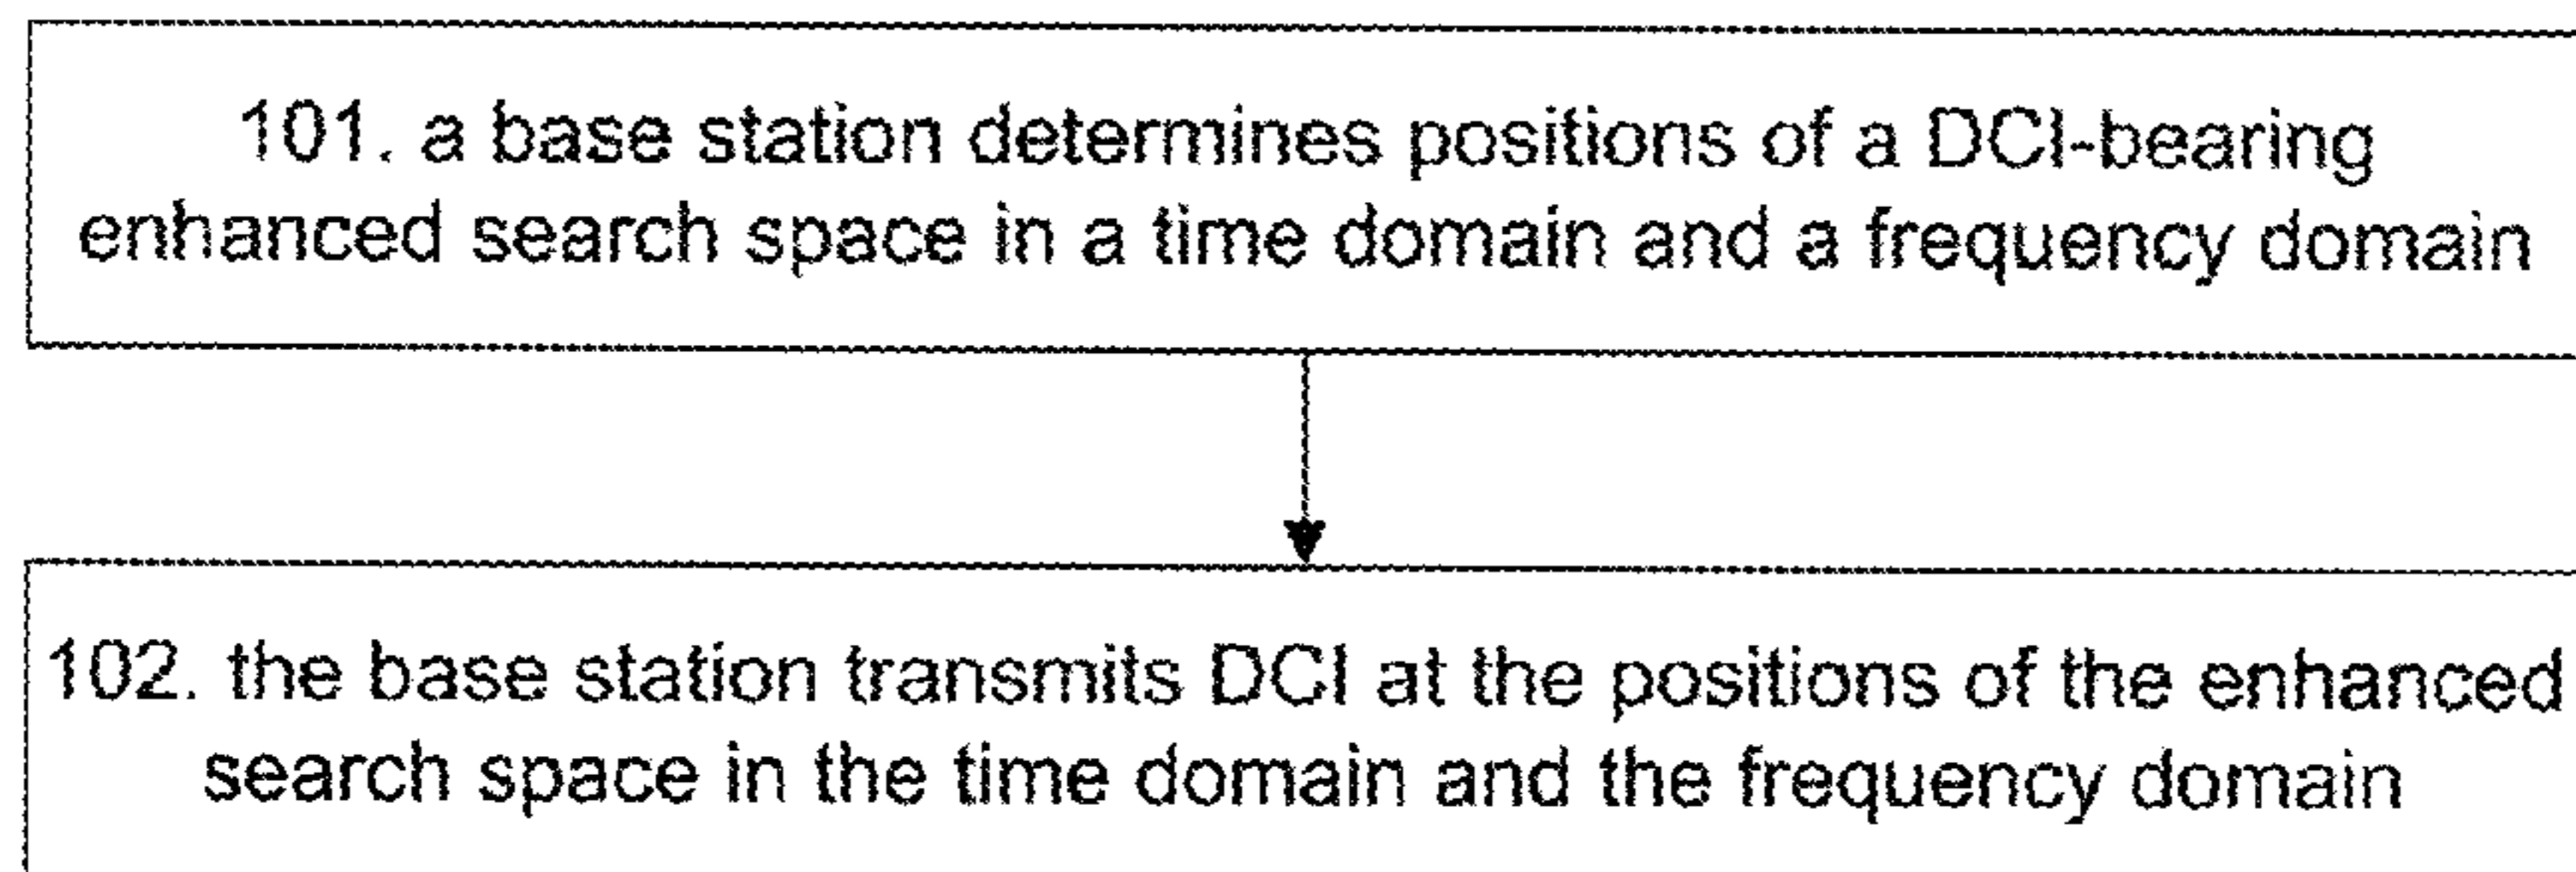 101. a base station determines positions of a DCI-bearing
enhanced search space in a time domain and a frequency domain
102. the base station transmits DCI at the positions of the enhanced
search space in the time domain and the frequency domain